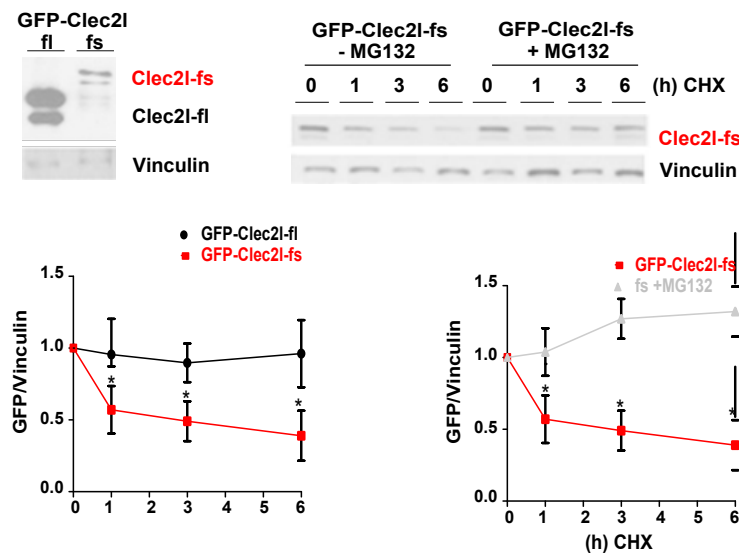 GFP-Clec2l
fl fs
Clec2l-fs
Clec2l-fl
Vinculin
GFP-Clec2l-fs
- MG132
GFP-Clec2l-fs
+ MG132
0 1 3 6 0 1 3 6 (h) CHX
Clec2l-fs
Vinculin
GFP-Clec2l-fl
GFP-Clec2l-fs
GFP/Vinculin
1.5
1.0
0.5
0.0
* * *
0 1 2 3 4 5 6
GFP-Clec2l-fs
fs +MG132
GFP/Vinculin
1.5
1.0
0.5
0.0
* * *
0 1 2 3 4 5 6
(h) CHX